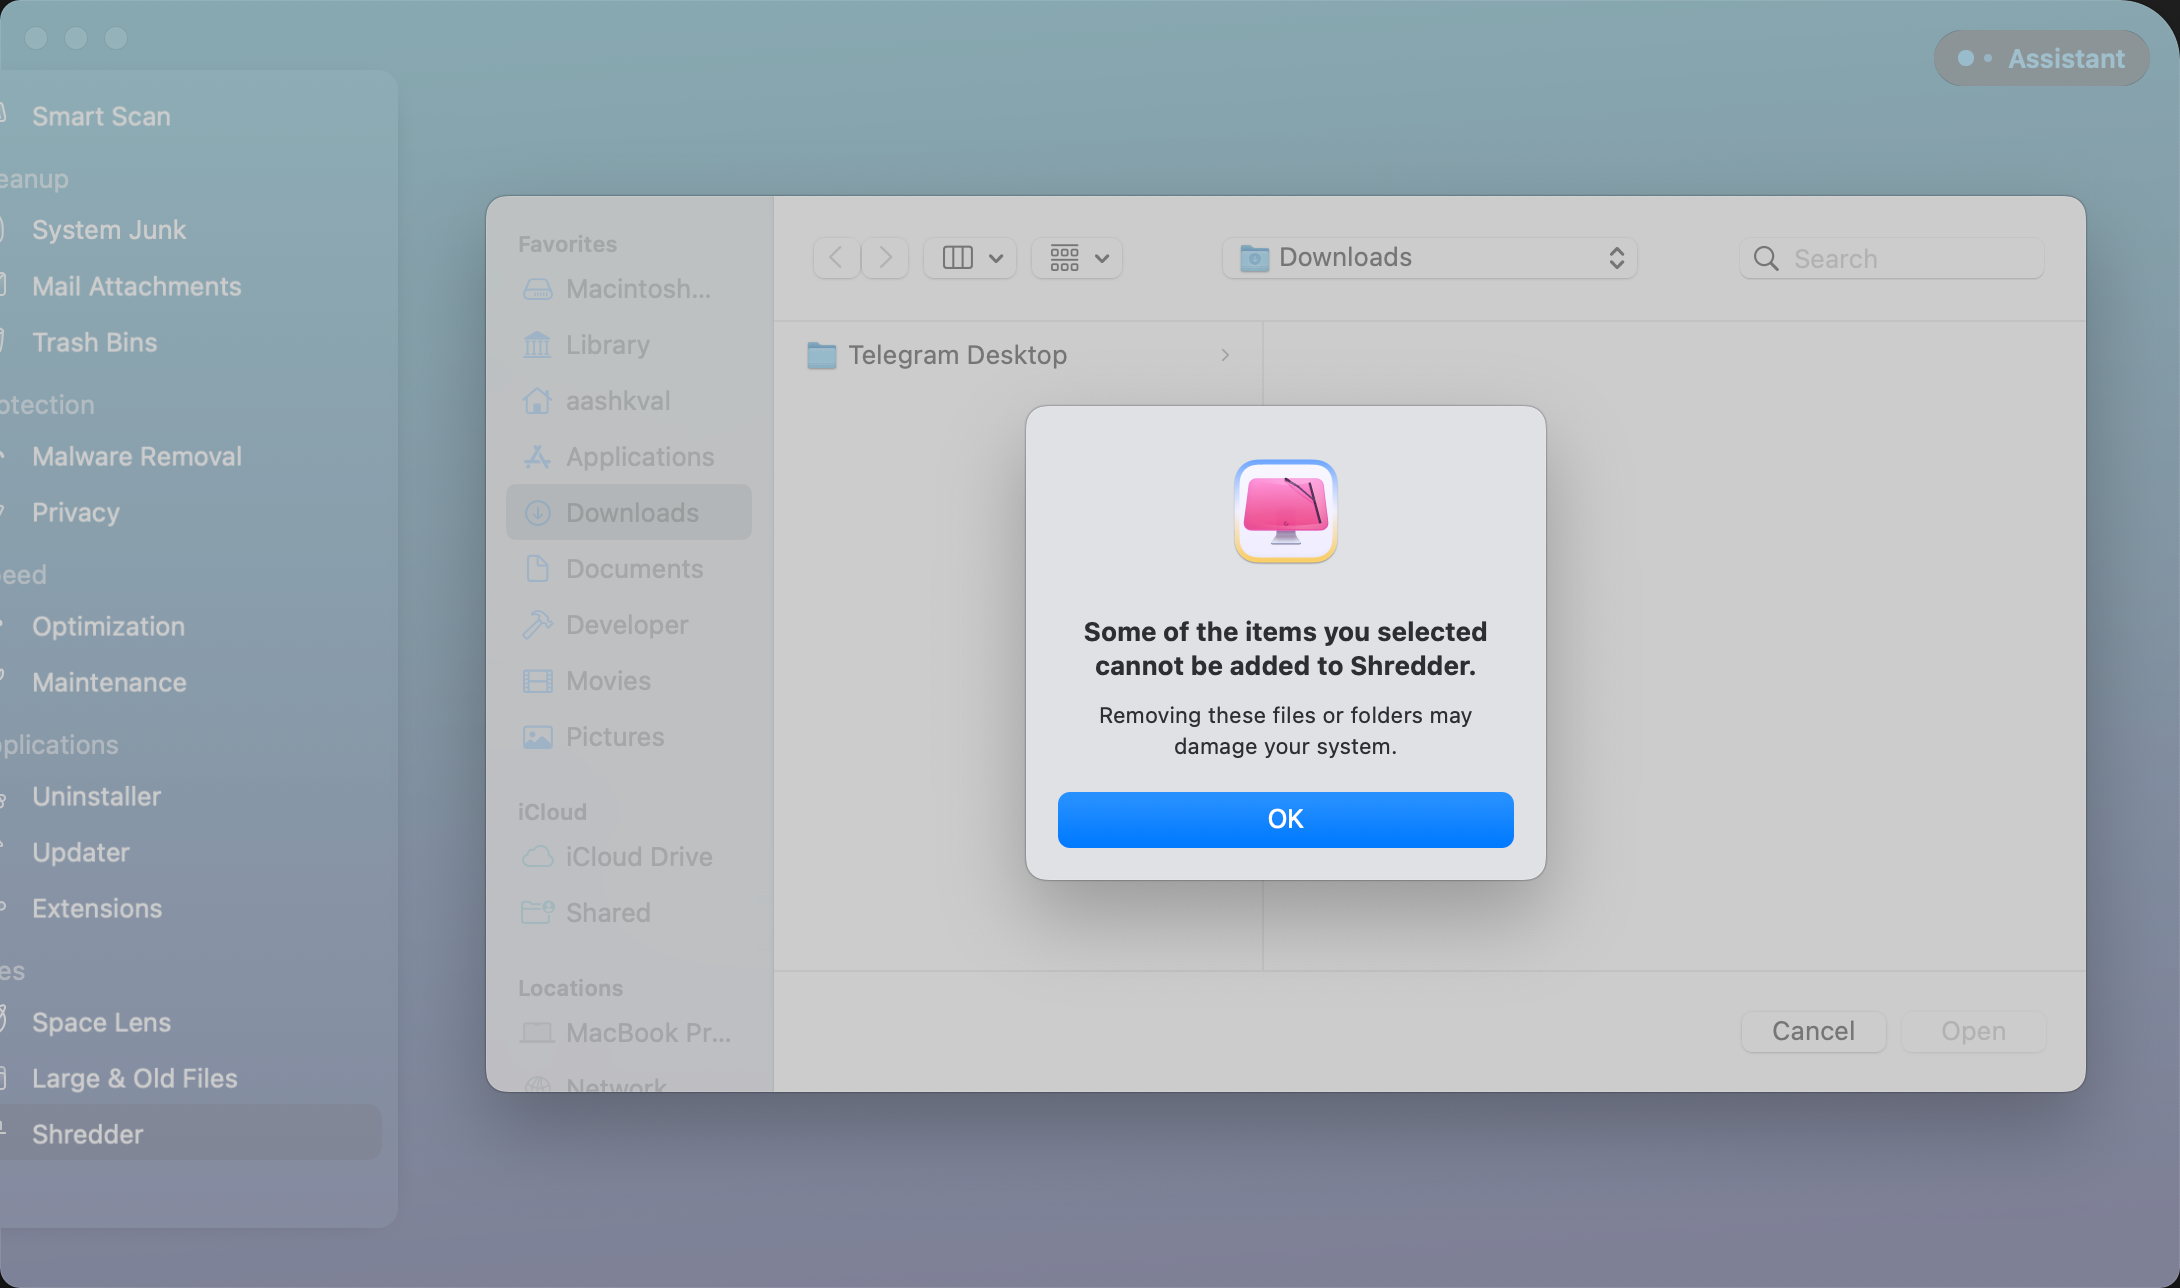 Assistant
Smart Scan
eanup
System Junk
Mail Attachments
Trash Bins
otection
Malware Removal
Privacy
eed
Optimization
Maintenance
plications
Uninstaller
Updater
Extensions
es
Space Lens
Large & Old Files
Shredder
Favorites
Macintosh...
Library
aashkval
Applications
Downloads
Documents
Developer
Movies
Pictures
iCloud
iCloud Drive
Shared
Locations
MacBook Pr...
Network
Downloads
Search
Telegram Desktop
Some of the items you selected
cannot be added to Shredder.
Removing these files or folders may
damage your system.
OK
Cancel
Open